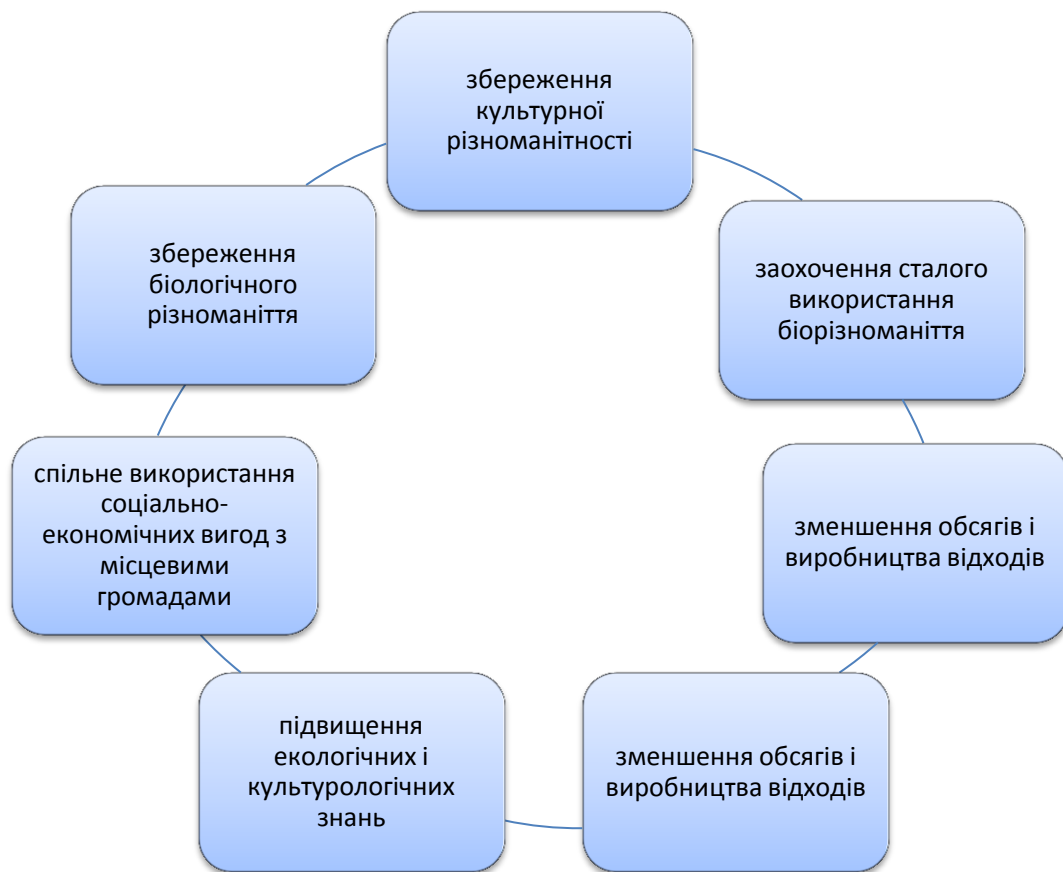 збереження
культурної
різноманітності
заохочення сталого
використання
біорізноманіття
зменшення обсягів і
виробництва відходів
зменшення обсягів і
виробництва відходів
підвищення
екологічних і
культурологічних
знань
спільне використання
соціально-
економічних вигод з
місцевими
громадами
збереження
біологічного
різноманіття